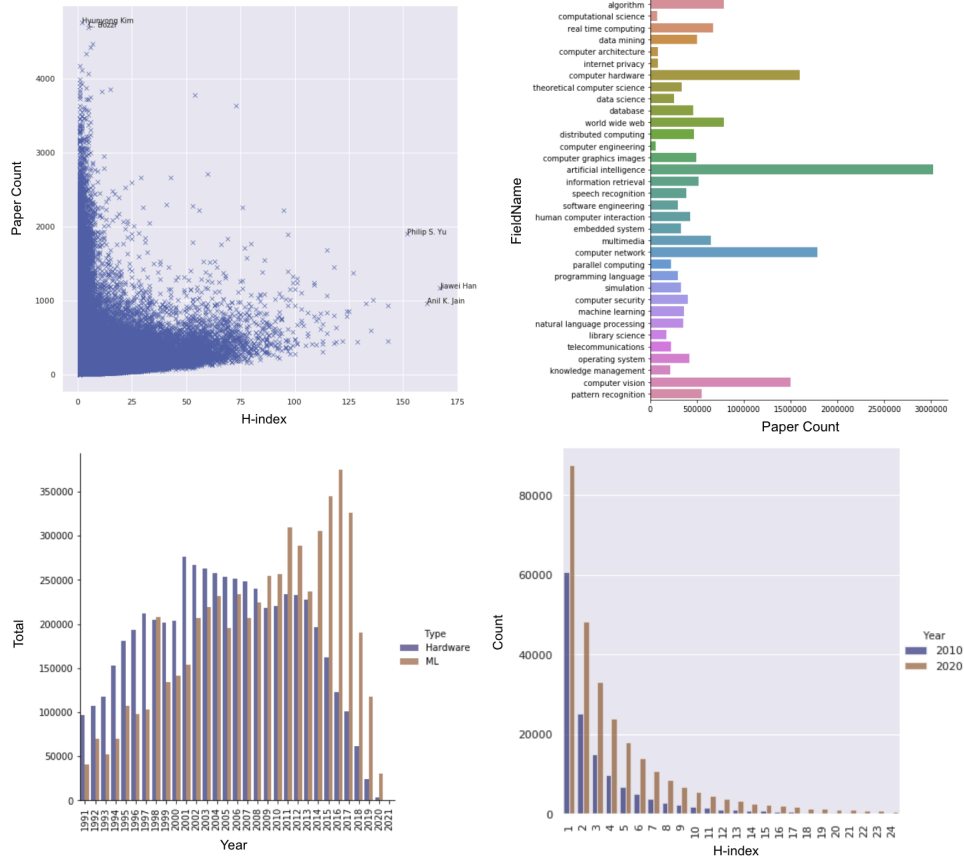 Hyunyong Kim
C. Bozzi
4000
3000
2000
1000
0
Philip S. Yu
Jiawei Han
Anil K. Jain
0 25 50 75 100 125 150 175
Paper Count
H-index
algorithm
computational science
real time computing
data mining
computer architecture
internet privacy
computer hardware
theoretical computer science
data science
database
world wide web
distributed computing
computer engineering
computer graphics images
artificial intelligence
information retrieval
speech recognition
software engineering
human computer interaction
embedded system
multimedia
computer network
parallel computing
programming language
simulation
computer security
machine learning
natural language processing
library science
telecommunications
operating system
knowledge management
computer vision
pattern recognition
0 500000 1000000 1500000 2000000 2500000 3000000
FieldName
Paper Count
350000
300000
250000
200000
150000
100000
50000
0
Total
1991 1992 1993 1994 1995 1996 1997 1998 1999 2000 2001 2002 2003 2004 2005 2006 2007 2008 2009 2010 2011 2012 2013 2014 2015 2016 2017 2018 2019 2020 2021
Year
Type
Hardware
ML
80000
60000
40000
20000
0
Count
1 2 3 4 5 6 7 8 9 10 11 12 13 14 15 16 17 18 19 20 21 22 23 24
H-index
Year
2010
2020